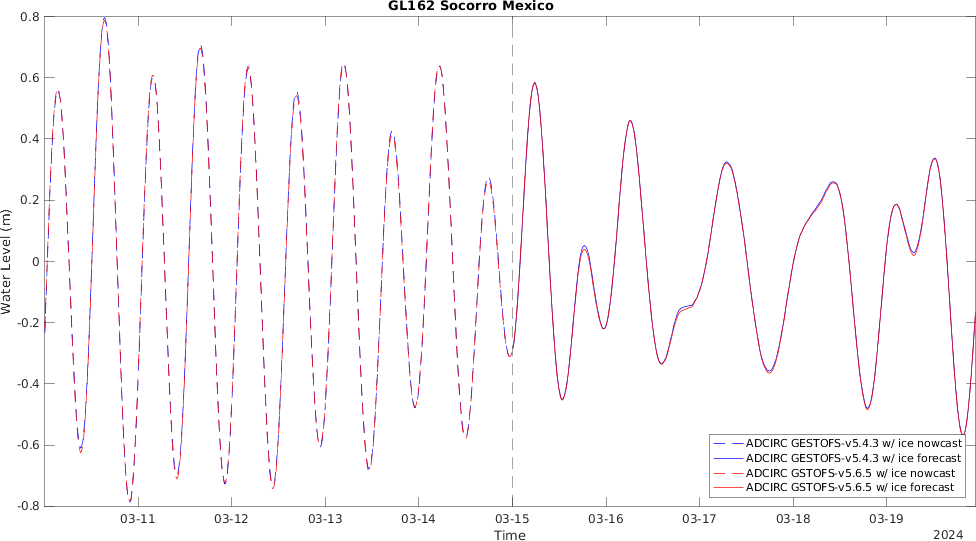 GL162 Socorro Mexico
0.8
0.6
0.4
0.2
0
-0.2
-0.4
-0.6
-0.8
Water Level (m)
ADCIRC GESTOFS-v5.4.3 w/ ice nowcast
ADCIRC GESTOFS-v5.4.3 w/ ice forecast
ADCIRC GSTOFS-v5.6.5 w/ ice nowcast
ADCIRC GSTOFS-v5.6.5 w/ ice forecast
03-11 03-12 03-13 03-14 03-15 03-16 03-17 03-18 03-19
Time
2024